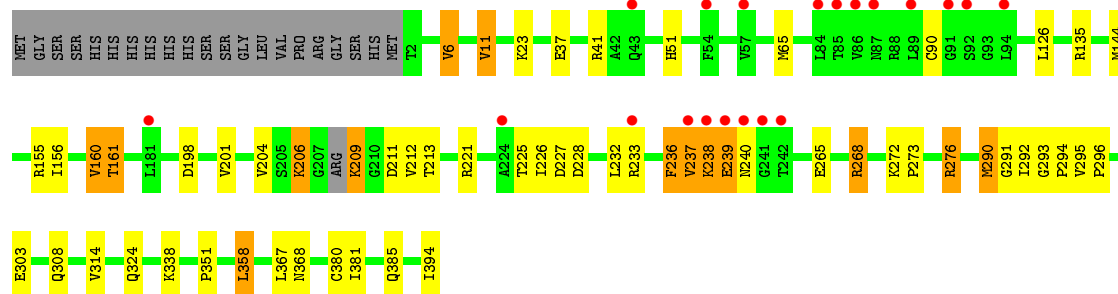 MET GLY SER SER HIS HIS HIS HIS HIS HIS SER SER GLY LEU VAL PRO ARG GLY SER HIS MET T2 V6 V11 K23 E37 R41 A42 Q43 H51 F54 V57 M65 L84 T85 V86 N87 R88 L89 C90 G91 S92 G93 L94 L126 R135 M144
R155 I156 V160 T161 L181 D198 V201 V204 S205 K206 G207 ARG K209 G210 D211 V212 T213 R221 A224 T225 I226 D227 D228 L232 R233 F236 V237 K238 E239 N240 G241 T242 E265 R268 K272 P273 R276 M290 G291 I292 G293 P294 V295 P296
E303 Q308 V314 Q324 K338 P351 L358 L367 N368 C380 I381 Q385 I394